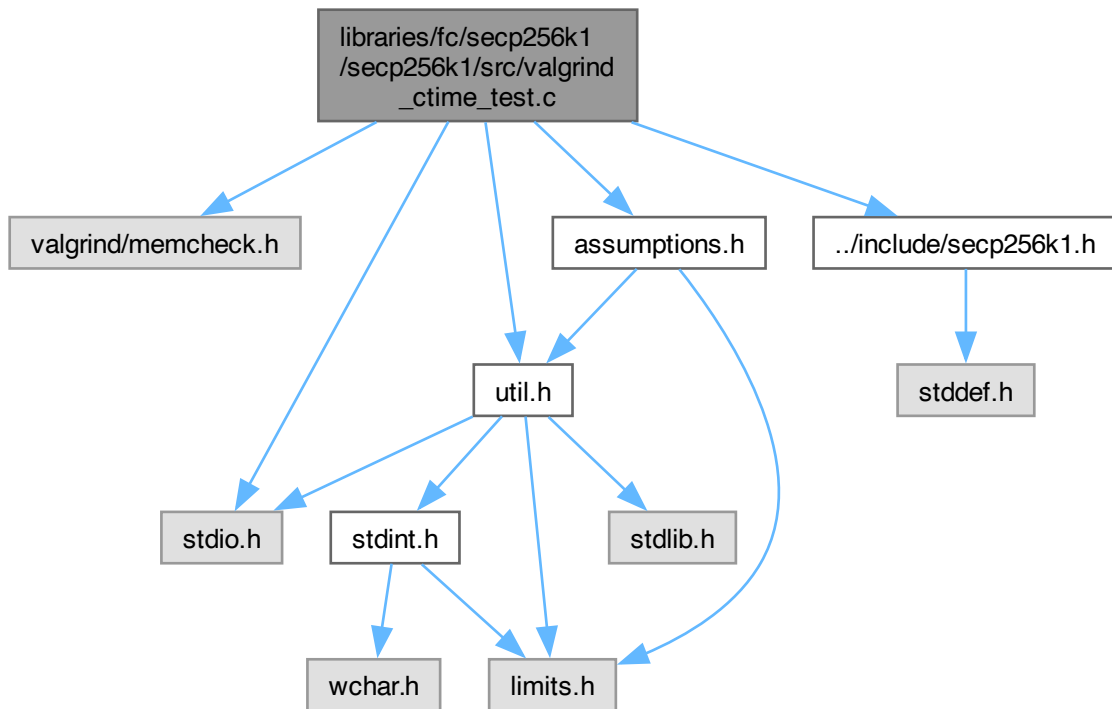 libraries/fc/secp256k1
/secp256k1/src/valgrind
_ctime_test.c
valgrind/memcheck.h
assumptions.h
../include/secp256k1.h
util.h
stddef.h
stdio.h
stdint.h
stdlib.h
wchar.h
limits.h